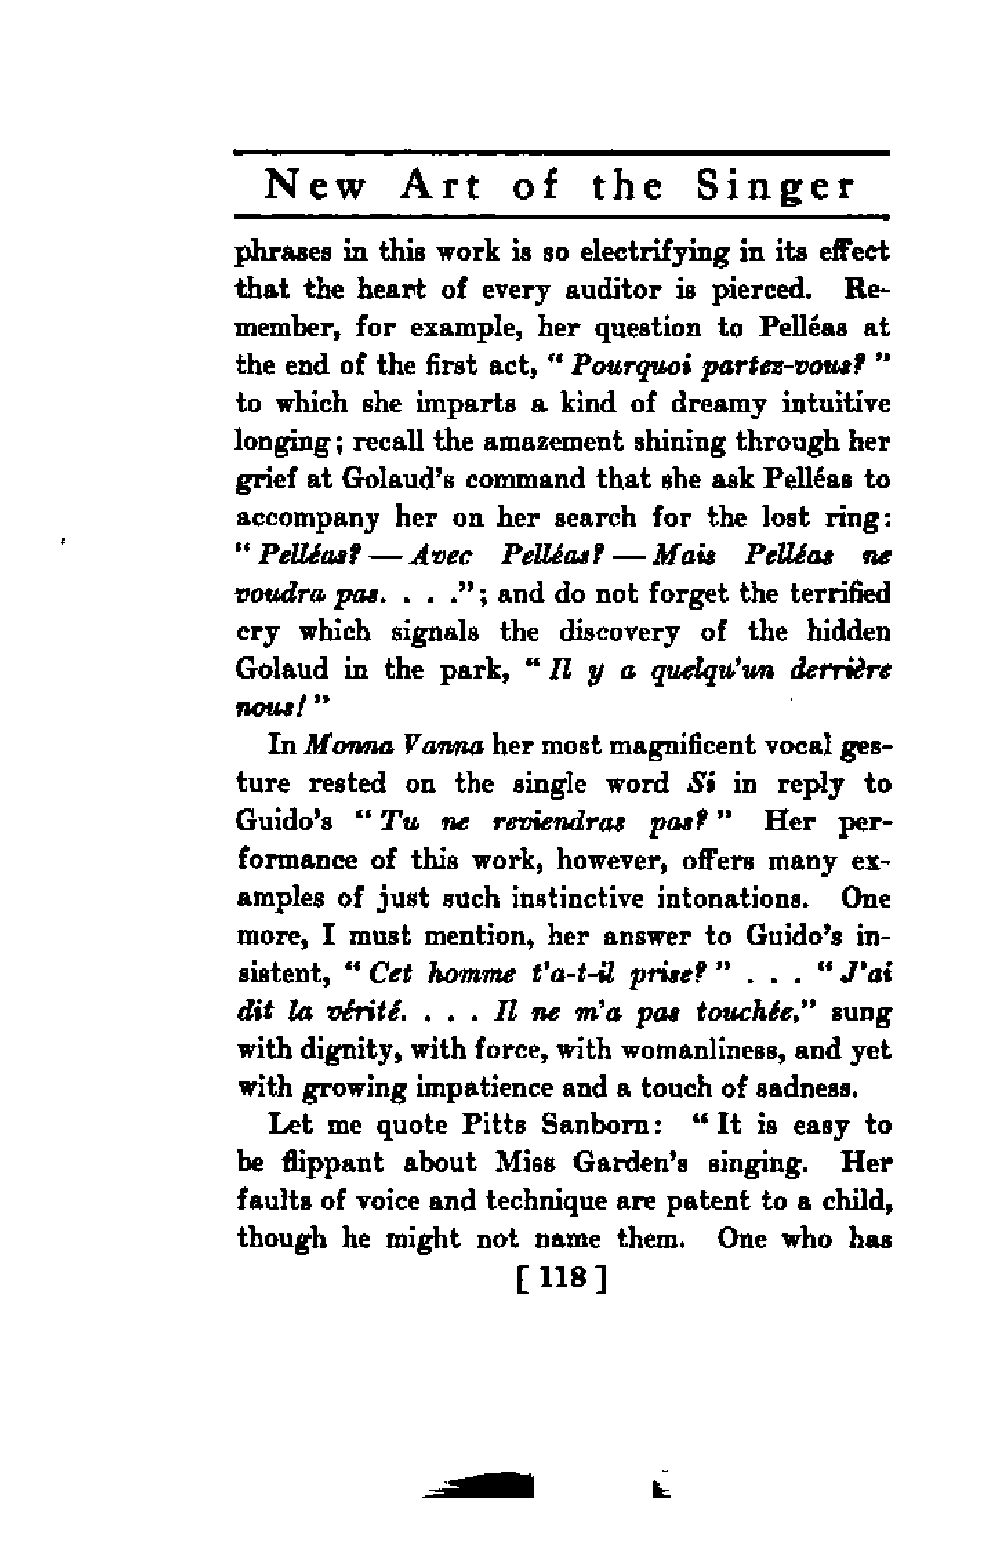 New Art of the Singer
phrases in this work is so electrifying in its effect
that the heart of every auditor is pierced. Re-
member, for example, her question to Pelléas at
the end of the first act, “ Pourquoi partez-vous? ”
to which she imparts a kind of dreamy intuitive
longing; recall the amazement shining through her
grief at Golaud’s command that she ask Pelléas to
accompany her on her search for the lost ring:
“ Pelléas? — Avec Pelléas? — Mais Pelléas ne
voudra pas. . . .”; and do not forget the terrified
cry which signals the discovery of the hidden
Golaud in the park, “ Il y a quelqu’un derrière
nous! ”
In Monna Vanna her most magnificent vocal ges-
ture rested on the single word Si in reply to
Guido’s “ Tu ne reviendras pas? ” Her per-
formance of this work, however, offers many ex-
amples of just such instinctive intonations. One
more, I must mention, her answer to Guido’s in-
sistent, “ Cet homme t’a-t-il prise? ” . . . “ J’ai
dit la vérité. . . . Il ne m’a pas touchée,” sung
with dignity, with force, with womanliness, and yet
with growing impatience and a touch of sadness.
Let me quote Pitts Sanborn: “ It is easy to
be flippant about Miss Garden’s singing. Her
faults of voice and technique are patent to a child,
though he might not name them. One who has
[ 118 ]